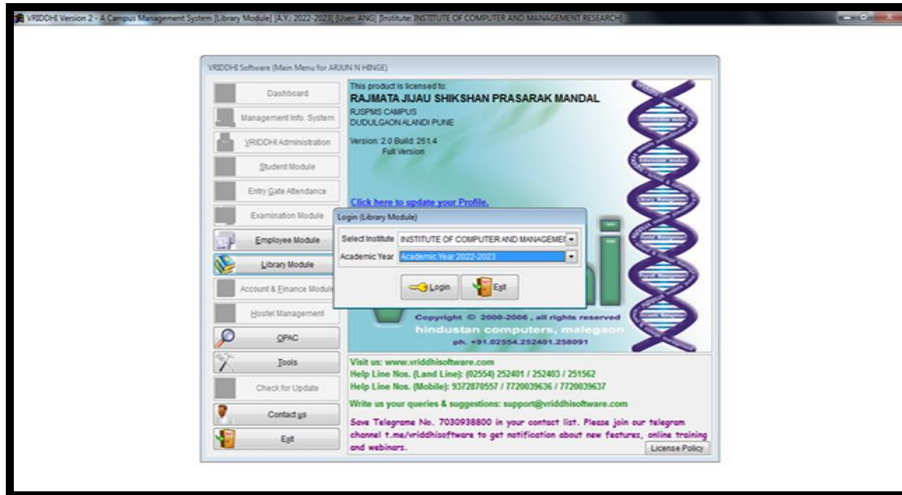 VRIDDHI Version 2 - A Campus Management System [Library Module] [A.Y.: 2022-2023] [User: ANG] [Institute: INSTITUTE OF COMPUTER AND MANAGEMENT RESEARCH]
VRIDDHI Software (Main Menu for ARJUN N HINGE)
Dashboard
Management Info. System
VRIDDHI Administration
Student Module
Entry Gate Attendance
Examination Module
Employee Module
Library Module
Account & Finance Module
Hostel Management
OPAC
Tools
Check for Update
Contact us
Exit
This product is licensed to:
RAJMATA JIJAU SHIKSHAN PRASARAK MANDAL
RJSPMS CAMPUS
DUDULGAON ALANDI PUNE
Version: 2.0 Build: 261.4
Full Version
Click here to update your Profile.
Login (Library Module)
Select Institute
INSTITUTE OF COMPUTER AND MANAGEME
Academic Year
Academic Year 2022-2023
Login
Exit
Copyright © 2000-2006 , all rights reserved
hindustan computers, malegaon
ph. +91.02554.252401.258091
Visit us: www.vriddhisoftware.com
Help Line Nos. (Land Line): (02554) 252401 / 252403 / 251562
Help Line Nos. (Mobile): 9372870557 / 7720039636 / 7720039637
Write us your queries & suggestions: support@vriddhisoftware.com
Save Telegrame No. 7030938800 in your contact list. Please join our telegram
channel t.me/vriddhisoftware to get notification about new features, online training
and webinars.
License Policy